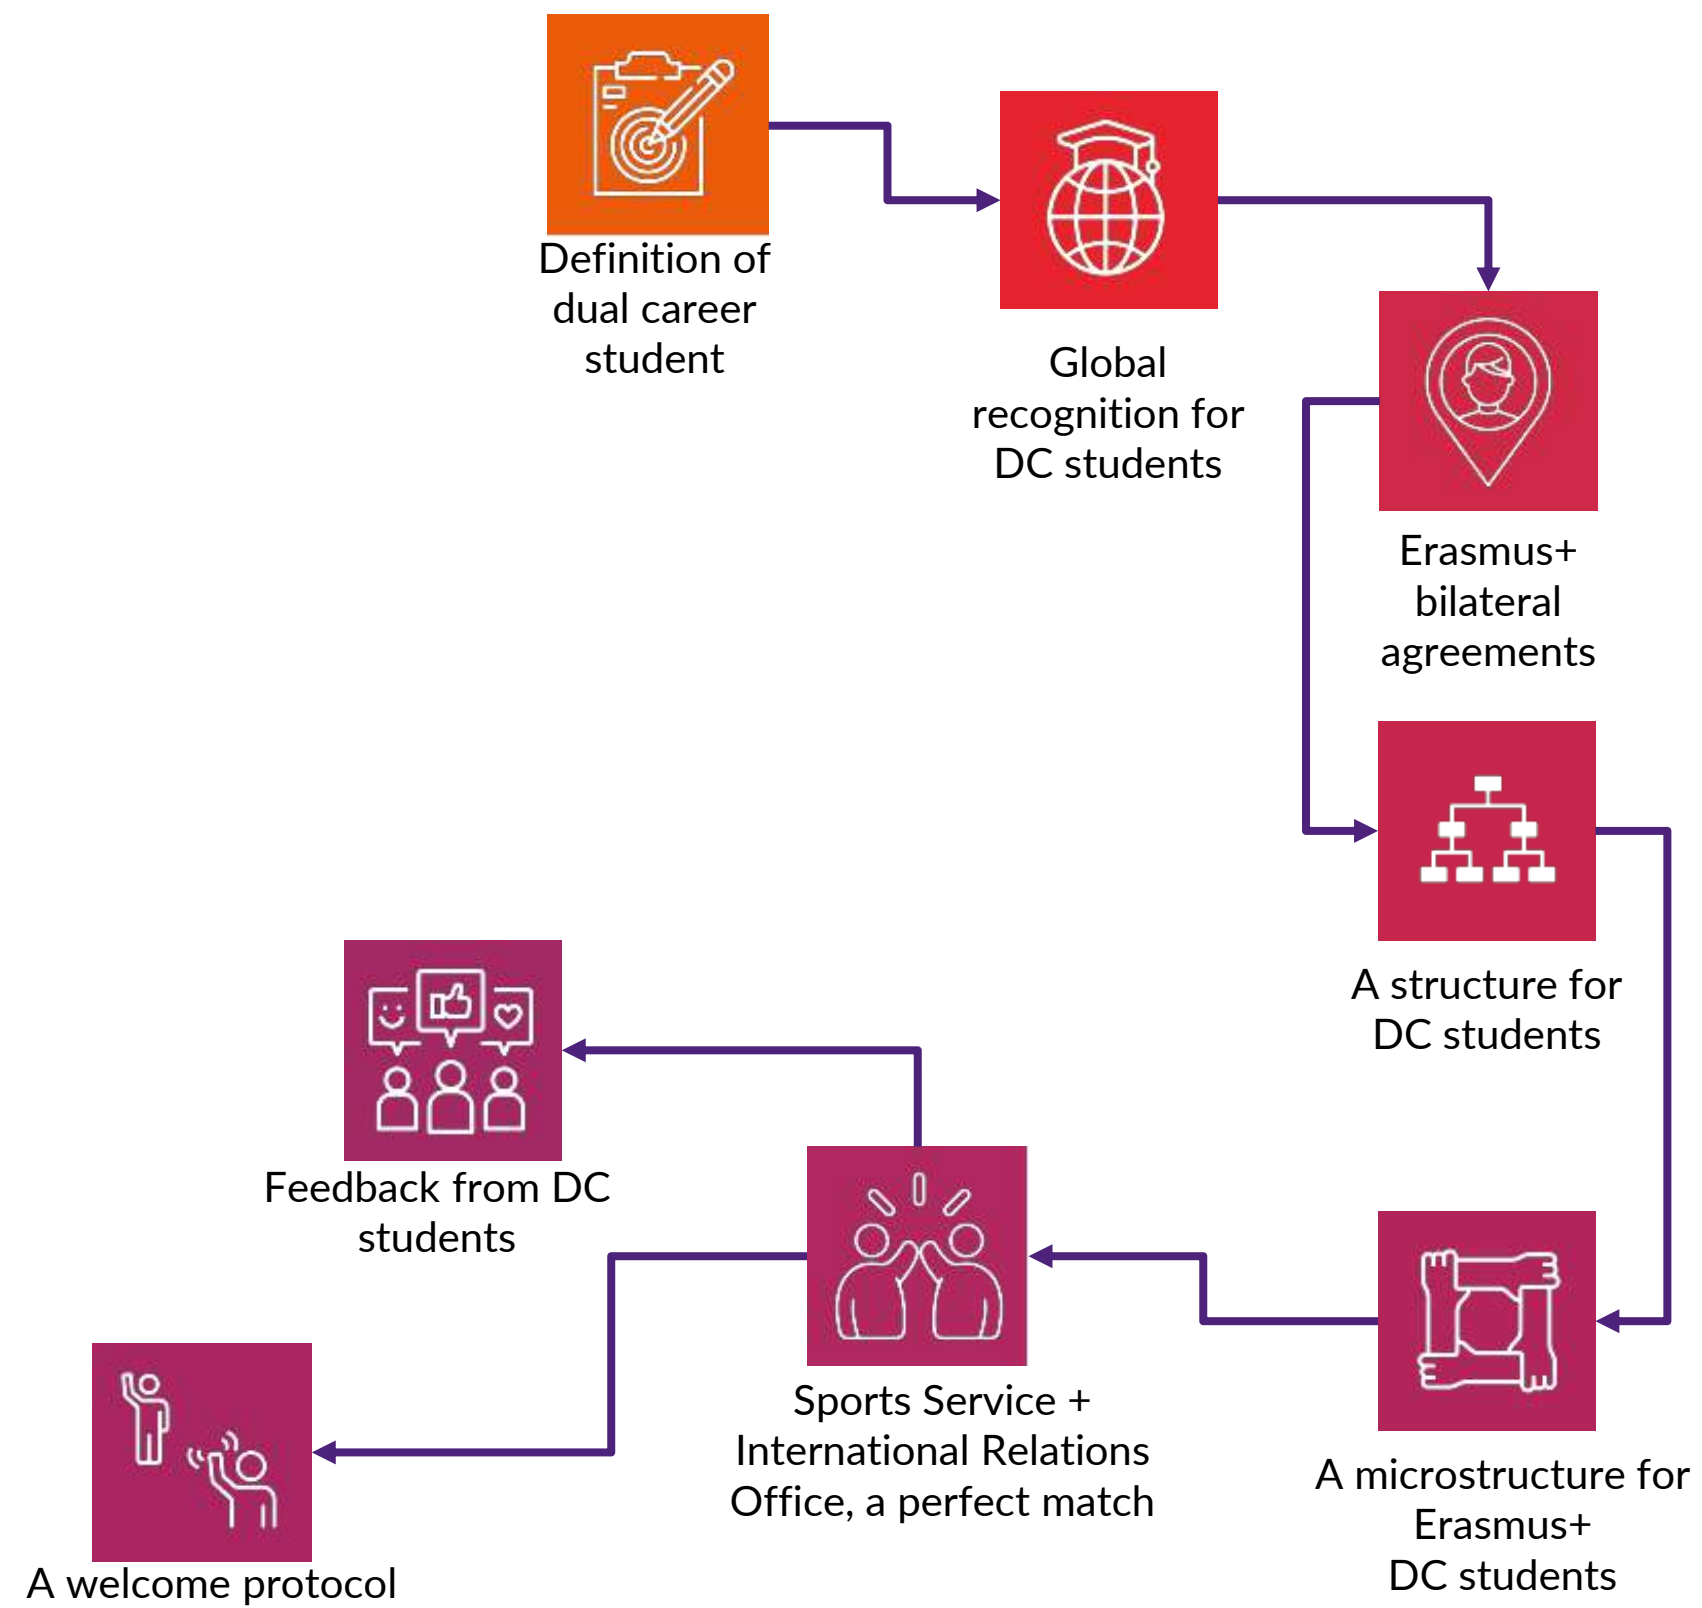 Definition of
dual career
student
Global
recognition for
DC students
Erasmus+
bilateral
agreements
A structure for
DC students
A microstructure for
Erasmus+
DC students
Sports Service +
International Relations
Office, a perfect match
Feedback from DC
students
A welcome protocol